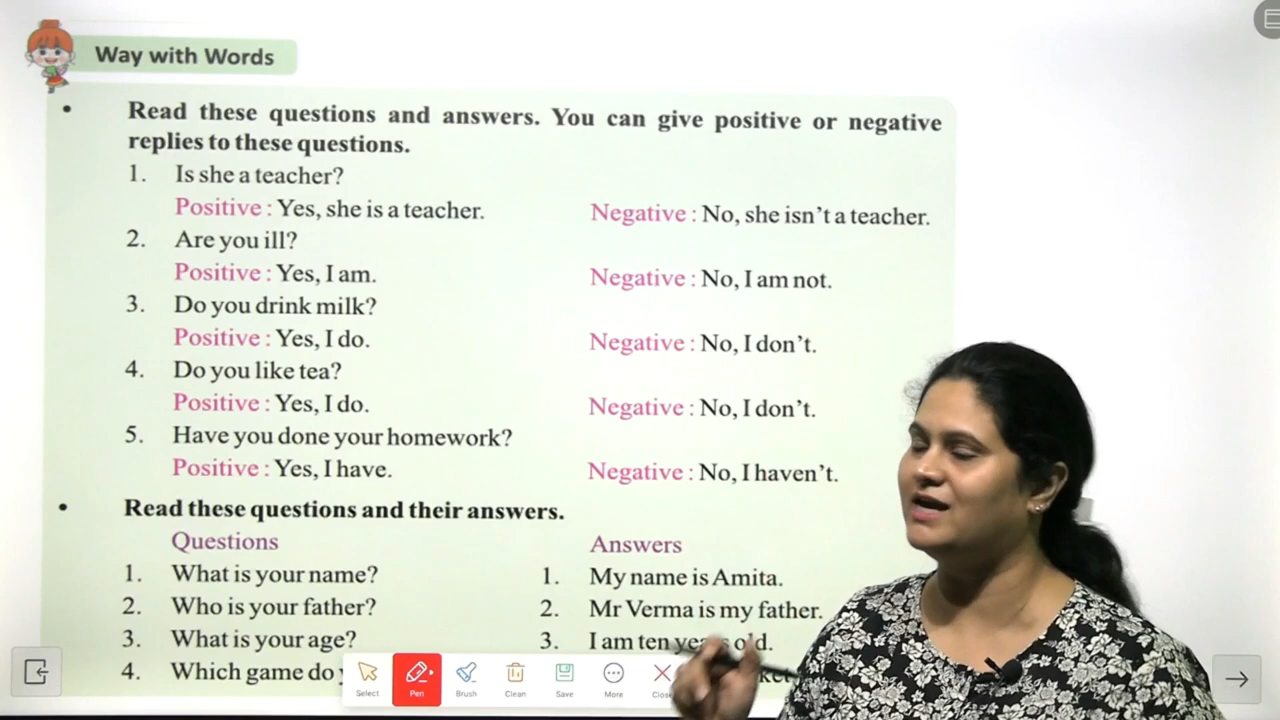 Way with Words
• Read these questions and answers. You can give positive or negative
replies to these questions.
1. Is she a teacher?
Positive : Yes, she is a teacher. Negative : No, she isn't a teacher.
2. Are you ill?
Positive : Yes, I am. Negative : No, I am not.
3. Do you drink milk?
Positive : Yes, I do. Negative : No, I don't.
4. Do you like tea?
Positive : Yes, I do. Negative : No, I don't.
5. Have you done your homework?
Positive : Yes, I have. Negative : No, I haven't.
• Read these questions and their answers.
Questions Answers
1. What is your name? 1. My name is Amita.
2. Who is your father? 2. Mr Verma is my father.
3. What is your age? 3. I am ten years old.
4. Which game do
Select Pen Brush Clean Save More